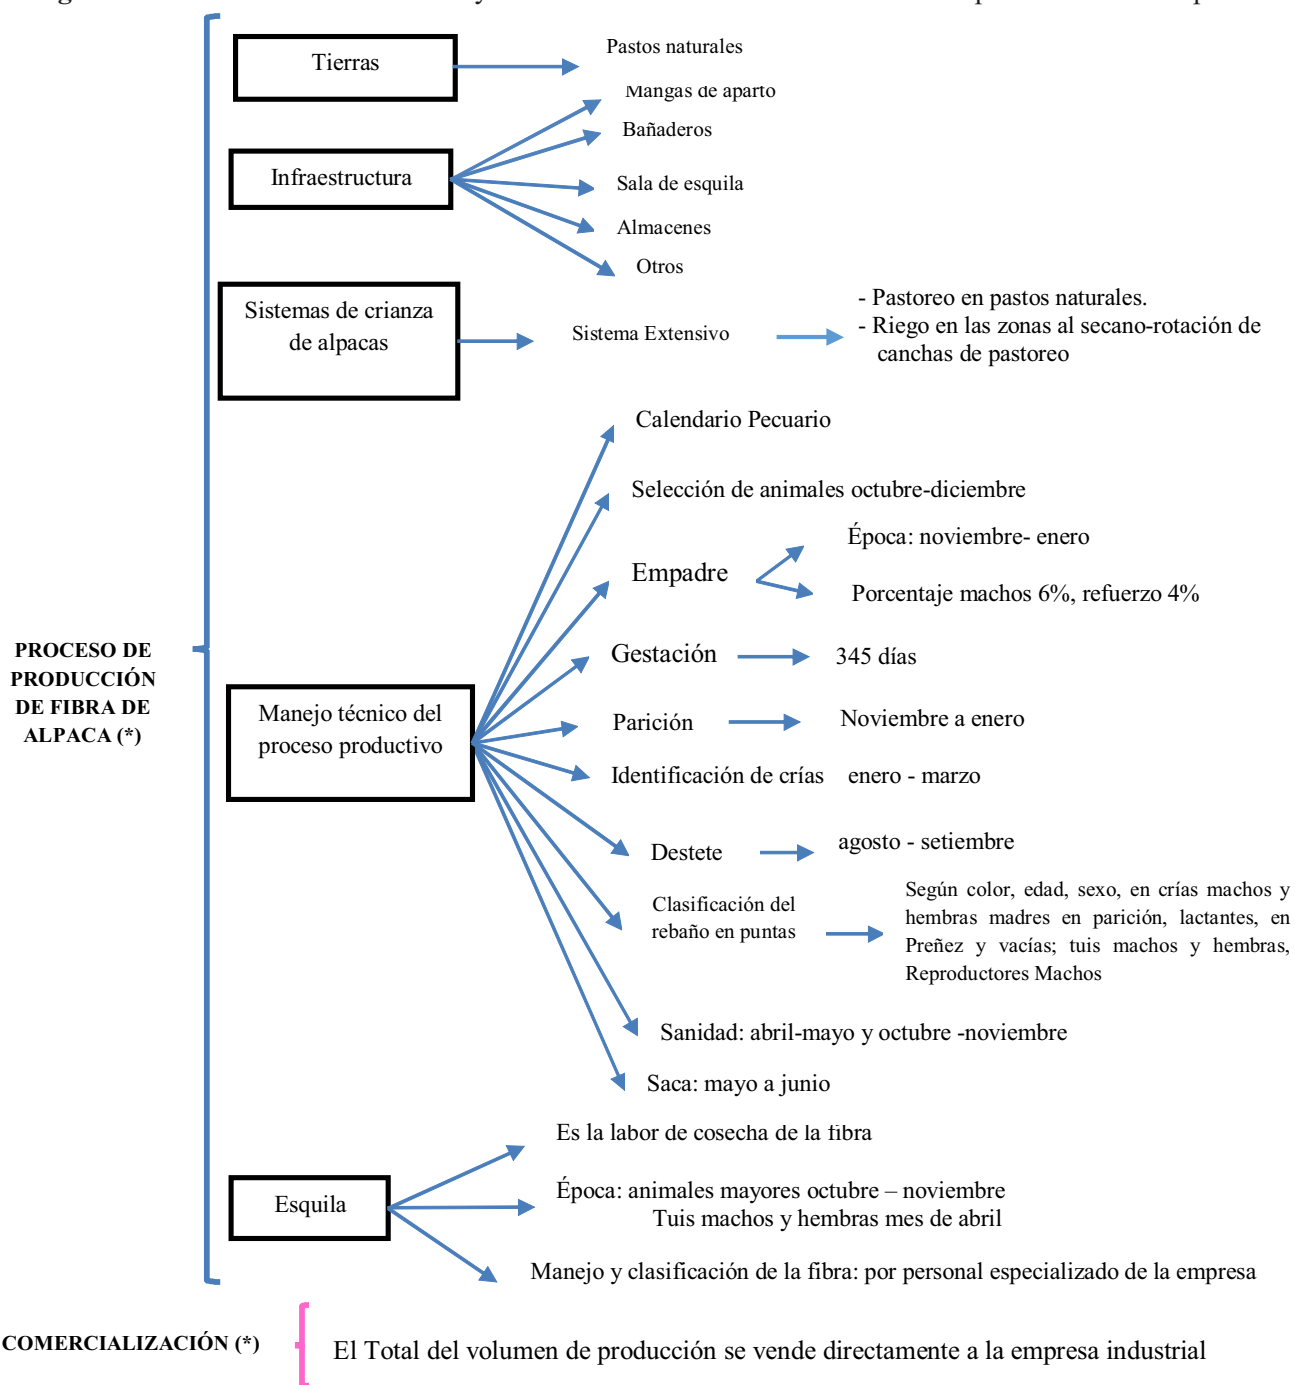 Tierras
Pastos naturales
Mangas de aparto
Bañaderos
Infraestructura
Sala de esquila
Almacenes
Otros
Sistemas de crianza
de alpacas
Sistema Extensivo
- Pastoreo en pastos naturales.
- Riego en las zonas al secano-rotación de
canchas de pastoreo
Calendario Pecuario
Selección de animales octubre-diciembre
Empadre
Época: noviembre- enero
Porcentaje machos 6%, refuerzo 4%
PROCESO DE
PRODUCCIÓN
DE FIBRA DE
ALPACA (*)
Manejo técnico del
proceso productivo
Gestación
345 días
Parición
Noviembre a enero
Identificación de crías enero - marzo
Destete
agosto - setiembre
Clasificación del
rebaño en puntas
Según color, edad, sexo, en crías machos y
hembras madres en parición, lactantes, en
Preñez y vacías; tuis machos y hembras,
Reproductores Machos
Sanidad: abril-mayo y octubre -noviembre
Saca: mayo a junio
Esquila
Es la labor de cosecha de la fibra
Época: animales mayores octubre – noviembre
Tuis machos y hembras mes de abril
Manejo y clasificación de la fibra: por personal especializado de la empresa
COMERCIALIZACIÓN (*)
El Total del volumen de producción se vende directamente a la empresa industrial